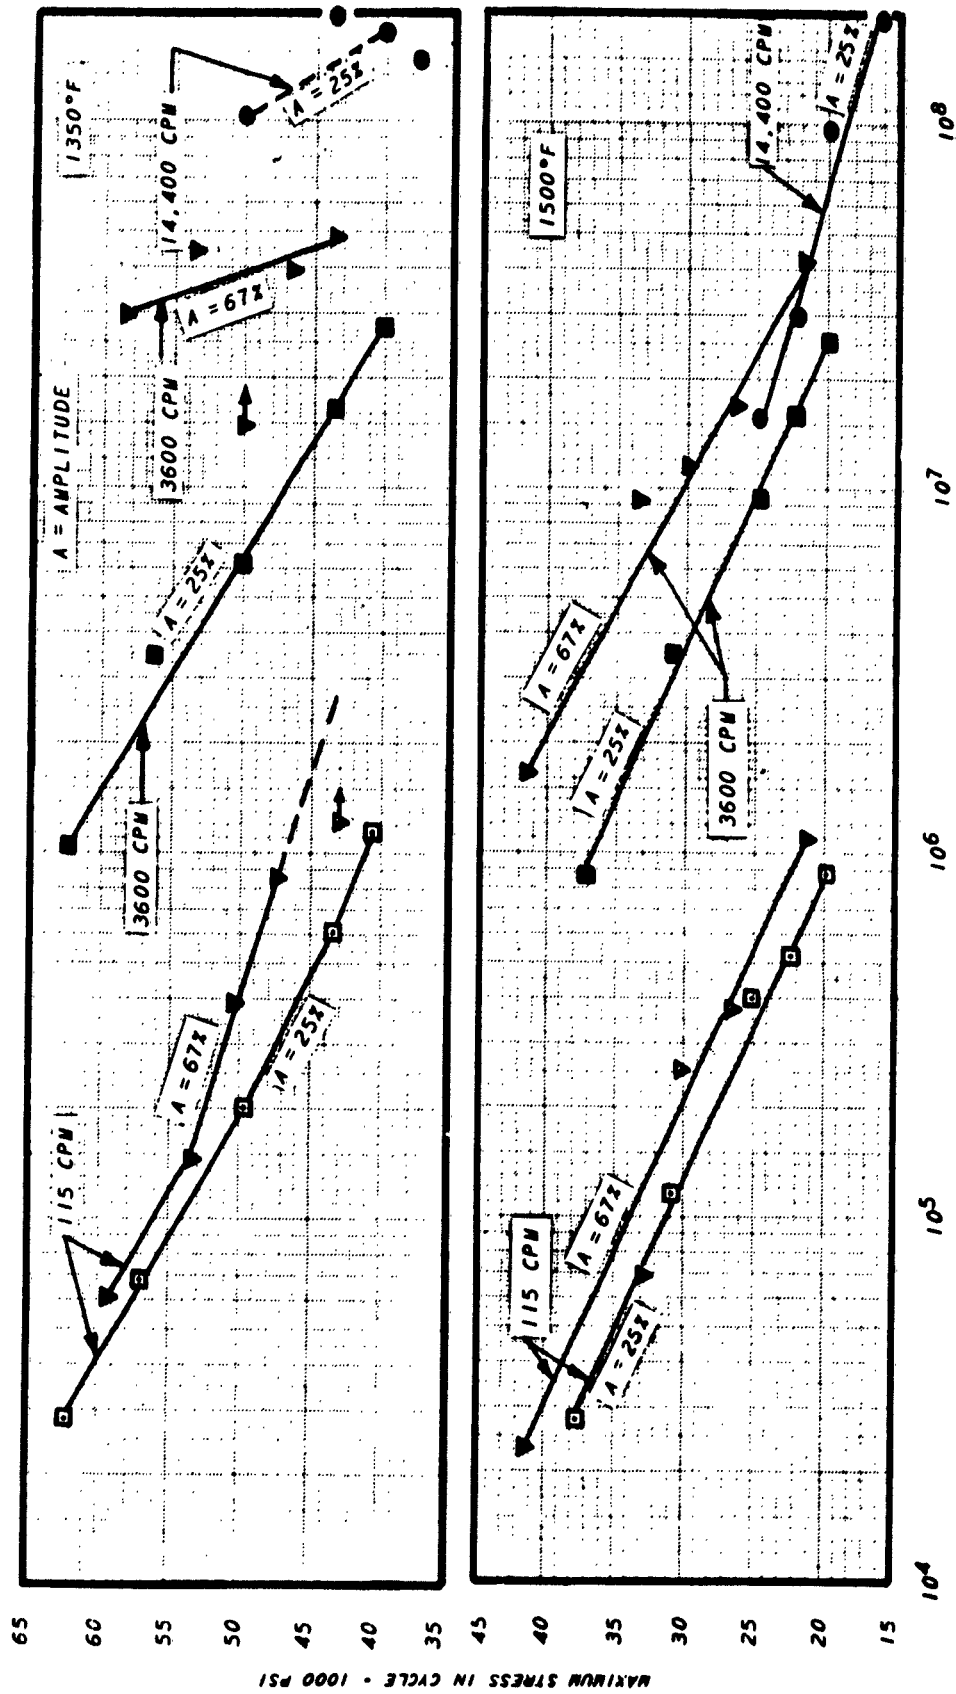 1350°F
A = AMPLITUDE
14,400 CPM
A = 25%
3600 CPM
A = 67%
3600 CPM
A = 25%
115 CPM
A = 67%
A = 25%
65
60
55
50
45
40
35
1500°F
14,400 CPM
A = 25%
A = 67%
A = 25%
3600 CPM
115 CPM
A = 67%
A = 25%
45
40
35
30
25
20
15
10⁴
10⁵
10⁶
10⁷
10⁸
MAXIMUM STRESS IN CYCLE - 1000 PSI